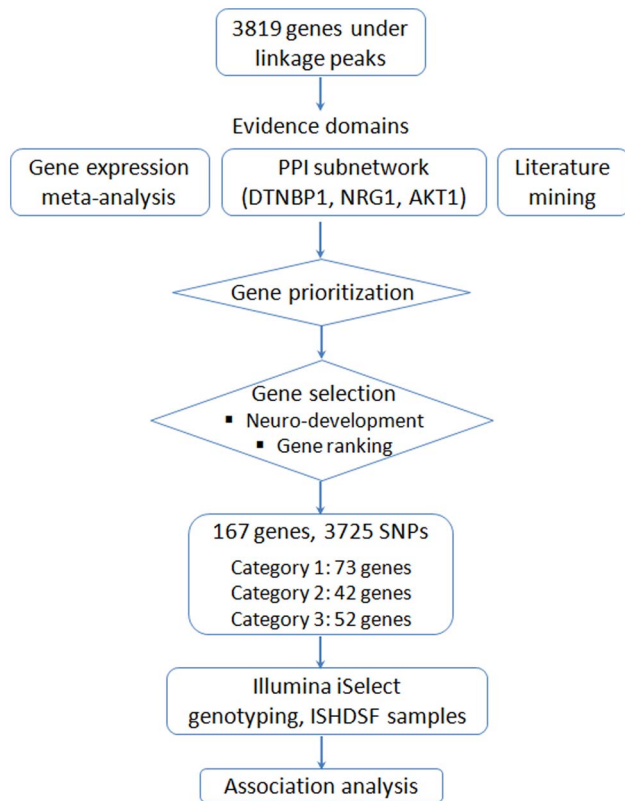 3819 genes under
linkage peaks
Evidence domains
Gene expression
meta-analysis
PPI subnetwork
(DTNBP1, NRG1, AKT1)
Literature
mining
Gene prioritization
Gene selection
▪ Neuro-development
▪ Gene ranking
167 genes, 3725 SNPs
Category 1: 73 genes
Category 2: 42 genes
Category 3: 52 genes
Illumina iSelect
genotyping, ISHDSF samples
Association analysis